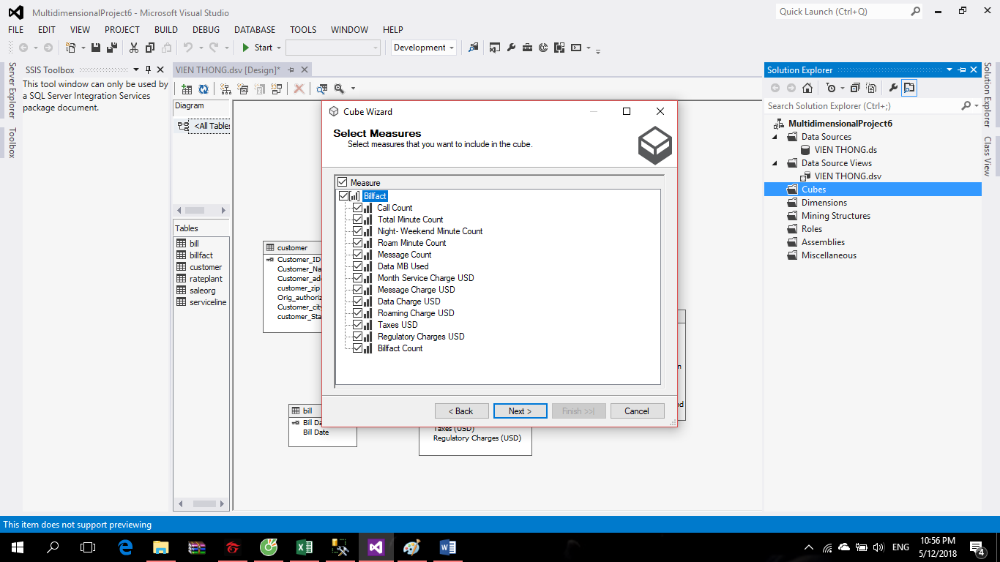 MultidimensionalProject6 - Microsoft Visual Studio
Quick Launch (Ctrl+Q)
FILE EDIT VIEW PROJECT BUILD DEBUG DATABASE TOOLS WINDOW HELP
Start
Development
Server Explorer
Toolbox
SSIS Toolbox
This tool window can only be used by
a SQL Server Integration Services
package document.
VIEN THONG.dsv [Design]*
Diagram
<All Tables
Tables
bill
billfact
customer
rateplant
saleorg
serviceline
customer
Customer_ID
Customer_Na
Customer_add
customer_zip
Orig_authoriz
Customer_city
customer_Sta
bill
Bill Da
Bill Date
Taxes (USD)
Regulatory Charges (USD)
Cube Wizard
Select Measures
Select measures that you want to include in the cube.
Measure
Billfact
Call Count
Total Minute Count
Night- Weekend Minute Count
Roam Minute Count
Message Count
Data MB Used
Month Service Charge USD
Message Charge USD
Data Charge USD
Roaming Charge USD
Taxes USD
Regulatory Charges USD
Billfact Count
< Back
Next >
Finish >>|
Cancel
Solution Explorer
Search Solution Explorer (Ctrl+;)
MultidimensionalProject6
Data Sources
VIEN THONG.ds
Data Source Views
VIEN THONG.dsv
Cubes
Dimensions
Mining Structures
Roles
Assemblies
Miscellaneous
Solution Explorer
Class View
This item does not support previewing
ENG
10:56 PM
5/12/2018
4